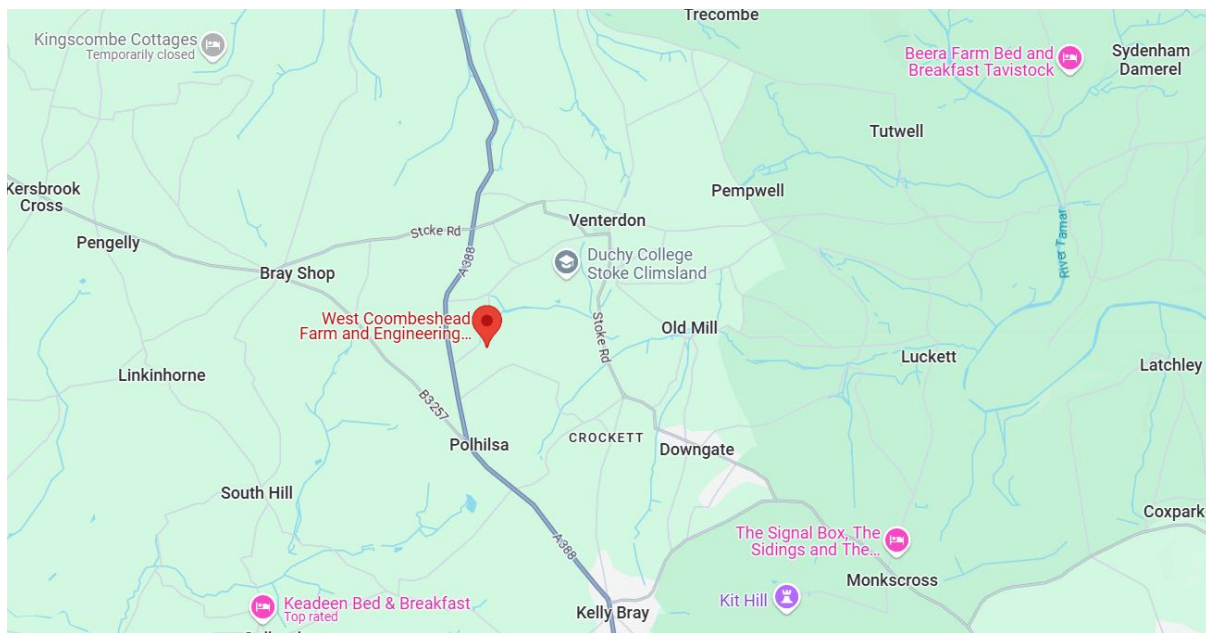 Trecombe
Kingscombe Cottages
Temporarily closed
Beera Farm Bed and
Breakfast Tavistock
Sydenham
Damerel
Tutwell
Kersbrook
Cross
Pempwell
Venterdon
Stoke Rd
Pengelly
A388
Duchy College
Stoke Climsland
Bray Shop
River Tamar
West Coombeshead
Farm and Engineering...
Stoke Rd
Old Mill
Luckett
Latchley
Linkinhorne
B3257
Polhilsa
CROCKETT
Downgate
South Hill
Coxpark
The Signal Box, The
Sidings and The...
A388
Monkscross
Keadeen Bed & Breakfast
Top rated
Kit Hill
Kelly Bray